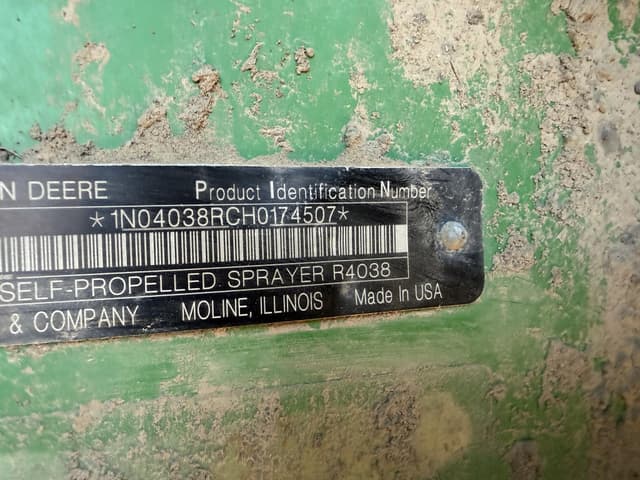 N DEERE Product Identification Number
*1N04038RCH0174507*
SELF-PROPELLED SPRAYER R4038
& COMPANY MOLINE, ILLINOIS Made In USA